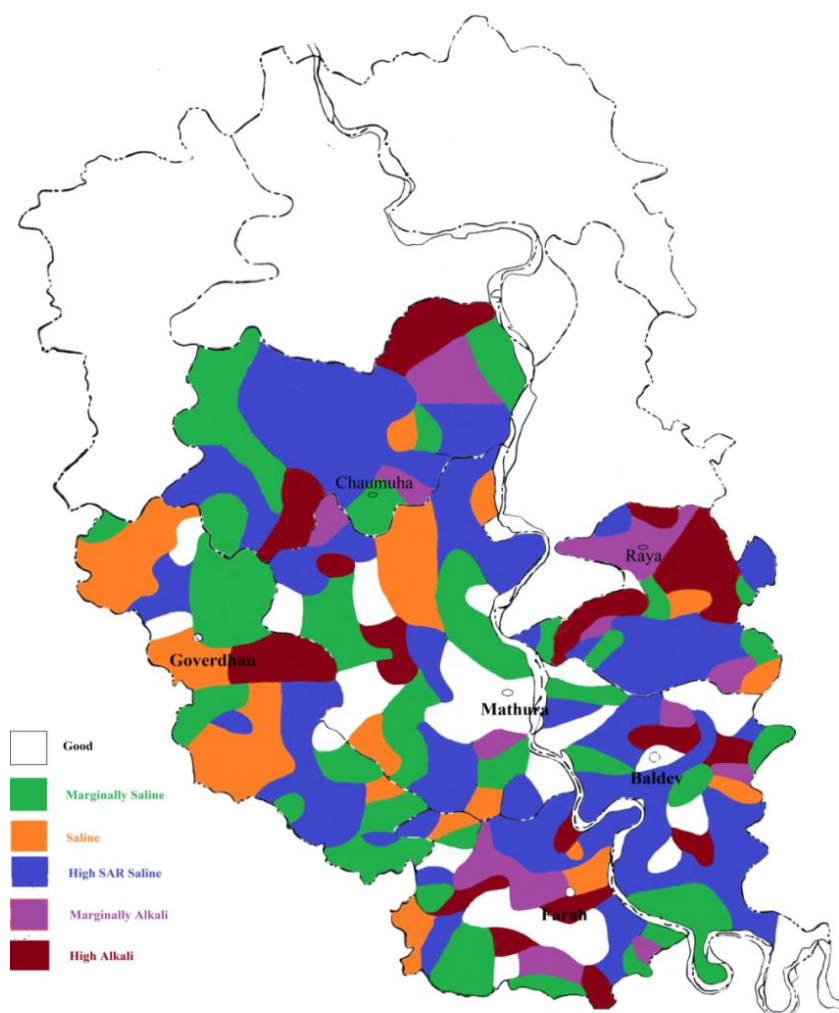 Chaumuha
Raya
Goverdhan
Mathura
Baldev
Farah
Good
Marginally Saline
Saline
High SAR Saline
Marginally Alkali
High Alkali